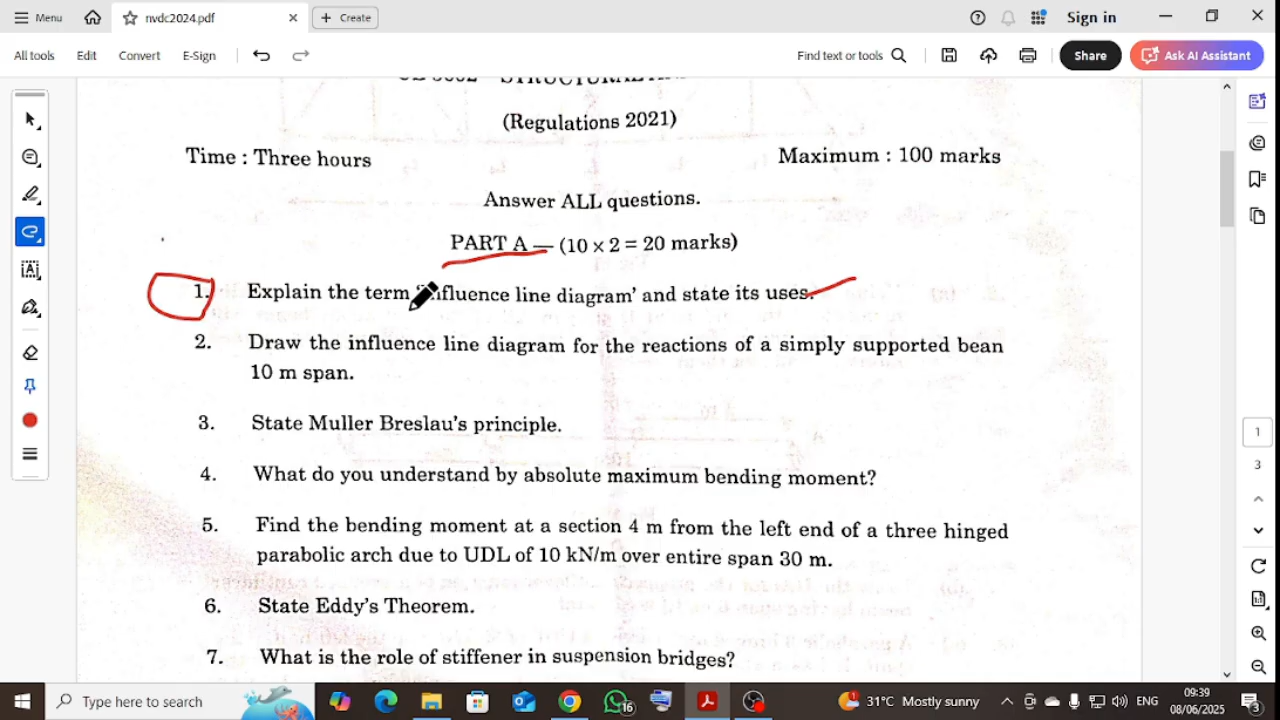 Menu
nvdc2024.pdf
Create
Sign in
All tools
Edit
Convert
E-Sign
Find text or tools
Share
Ask AI Assistant
(Regulations 2021)
Time : Three hours
Maximum : 100 marks
Answer ALL questions.
PART A — (10 × 2 = 20 marks)
1. Explain the term line diagram' and state its uses.
2. Draw the influence line diagram for the reactions of a simply supported bean
10 m span.
3. State Muller Breslau's principle.
4. What do you understand by absolute maximum bending moment?
5. Find the bending moment at a section 4 m from the left end of a three hinged
parabolic arch due to UDL of 10 kN/m over entire span 30 m.
6. State Eddy's Theorem.
7. What is the role of stiffener in suspension bridges?
1
3
Type here to search
16
31°C Mostly sunny
ENG
09:39
08/06/2025
3